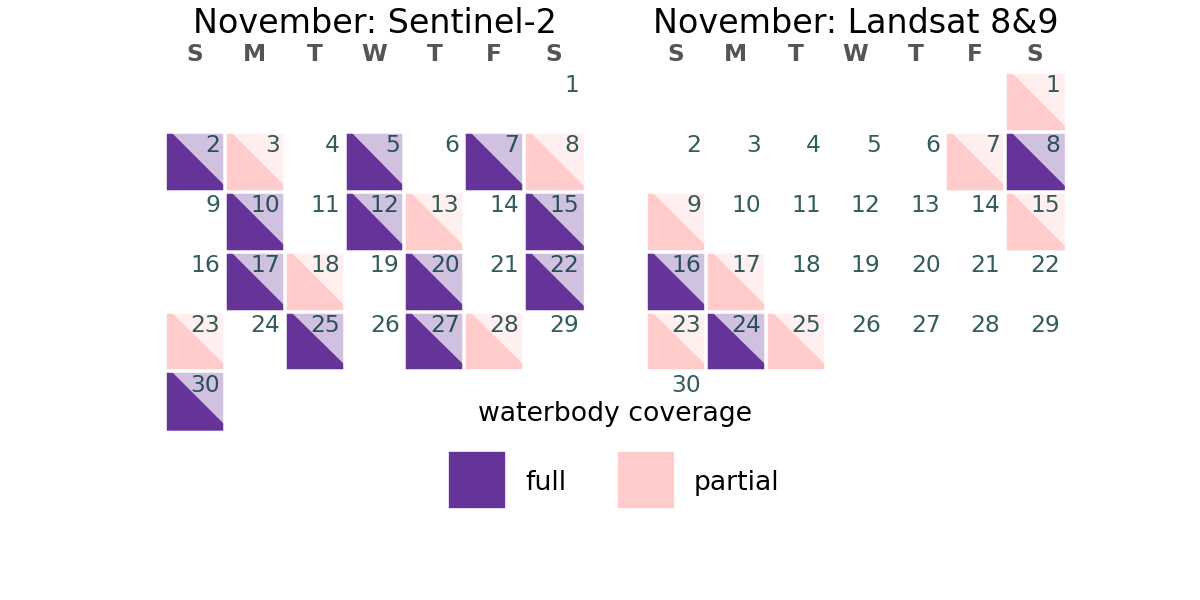 November: Sentinel-2
S M T W T F S
1
2 3 4 5 6 7 8
9 10 11 12 13 14 15
16 17 18 19 20 21 22
23 24 25 26 27 28 29
30
November: Landsat 8&9
S M T W T F S
1
2 3 4 5 6 7 8
9 10 11 12 13 14 15
16 17 18 19 20 21 22
23 24 25 26 27 28 29
30
waterbody coverage
full partial